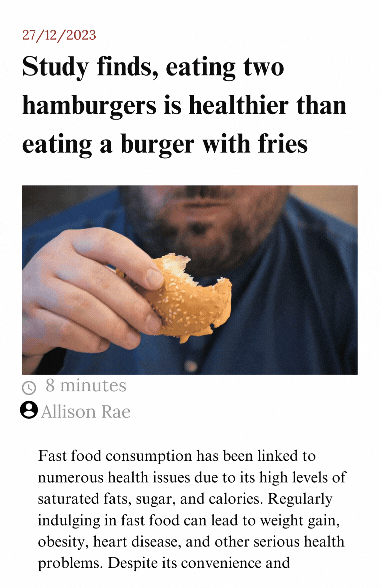 27/12/2023
Study finds, eating two
hamburgers is healthier than
eating a burger with fries
8 minutes
Allison Rae
Fast food consumption has been linked to
numerous health issues due to its high levels of
saturated fats, sugar, and calories. Regularly
indulging in fast food can lead to weight gain,
obesity, heart disease, and other serious health
problems. Despite its convenience and